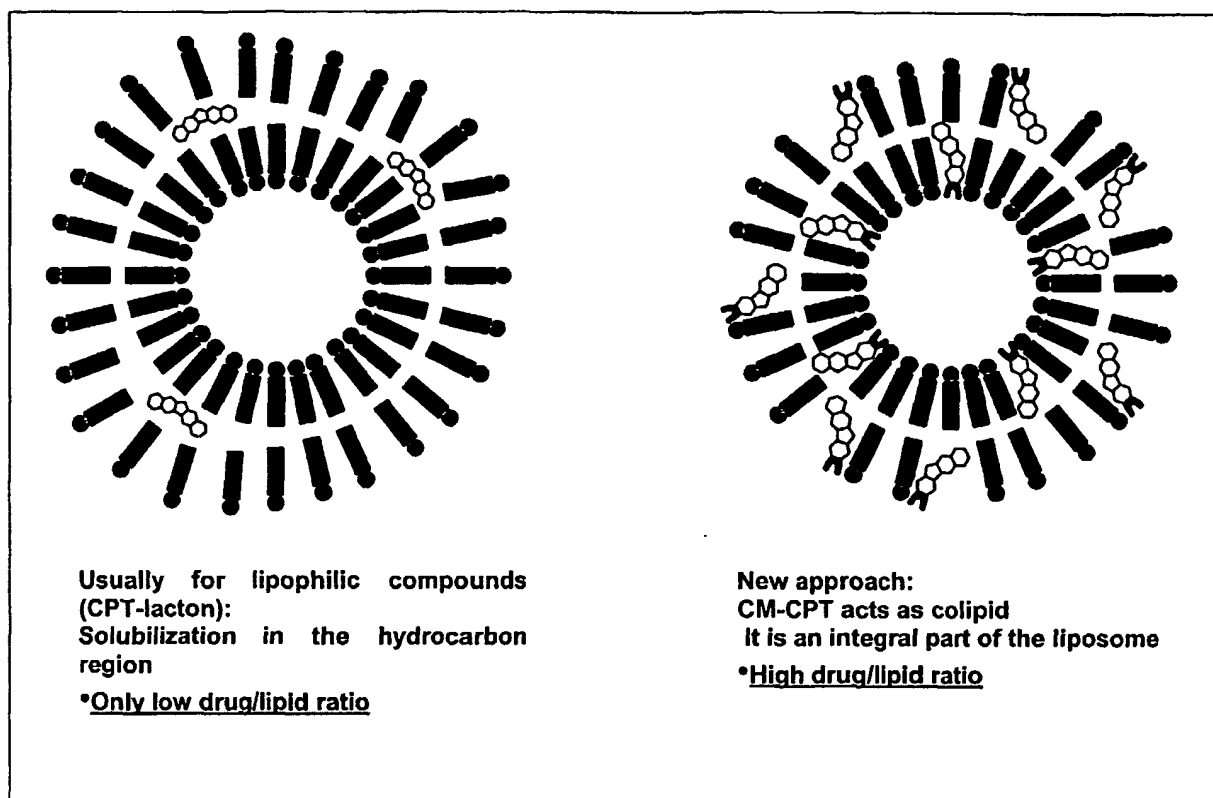 Usually for lipophilic compounds
(CPT-lacton):
Solubilization in the hydrocarbon
region
•Only low drug/lipid ratio
New approach:
CM-CPT acts as colipid
It is an integral part of the liposome
•High drug/lipid ratio